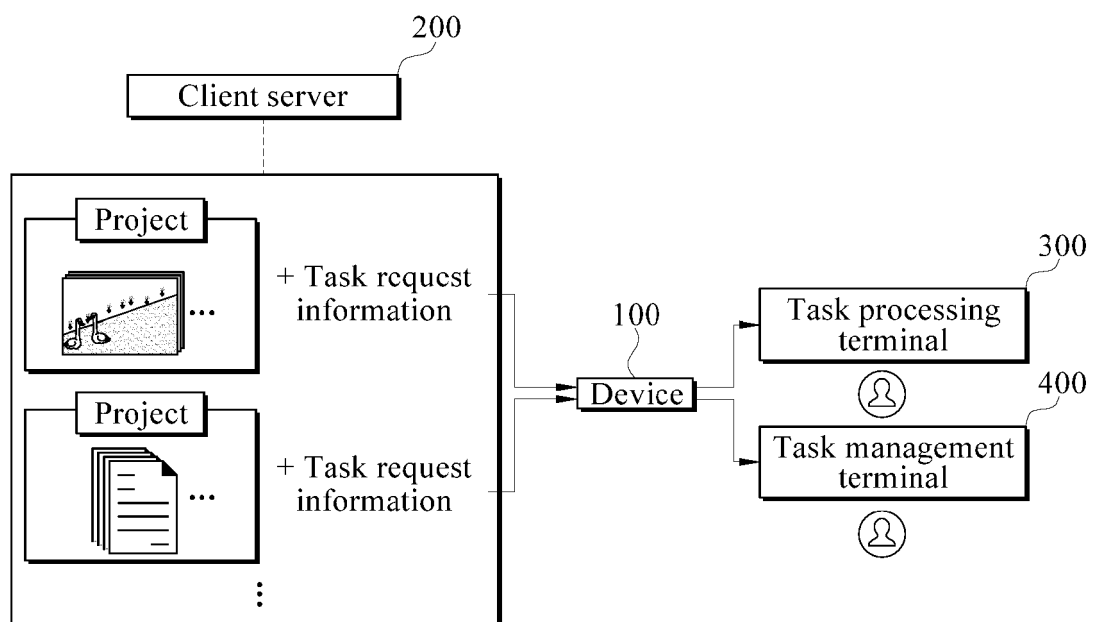 200
Client server
Project
+ Task request
information
Project
+ Task request
information
100
Device
300
Task processing
terminal
400
Task management
terminal